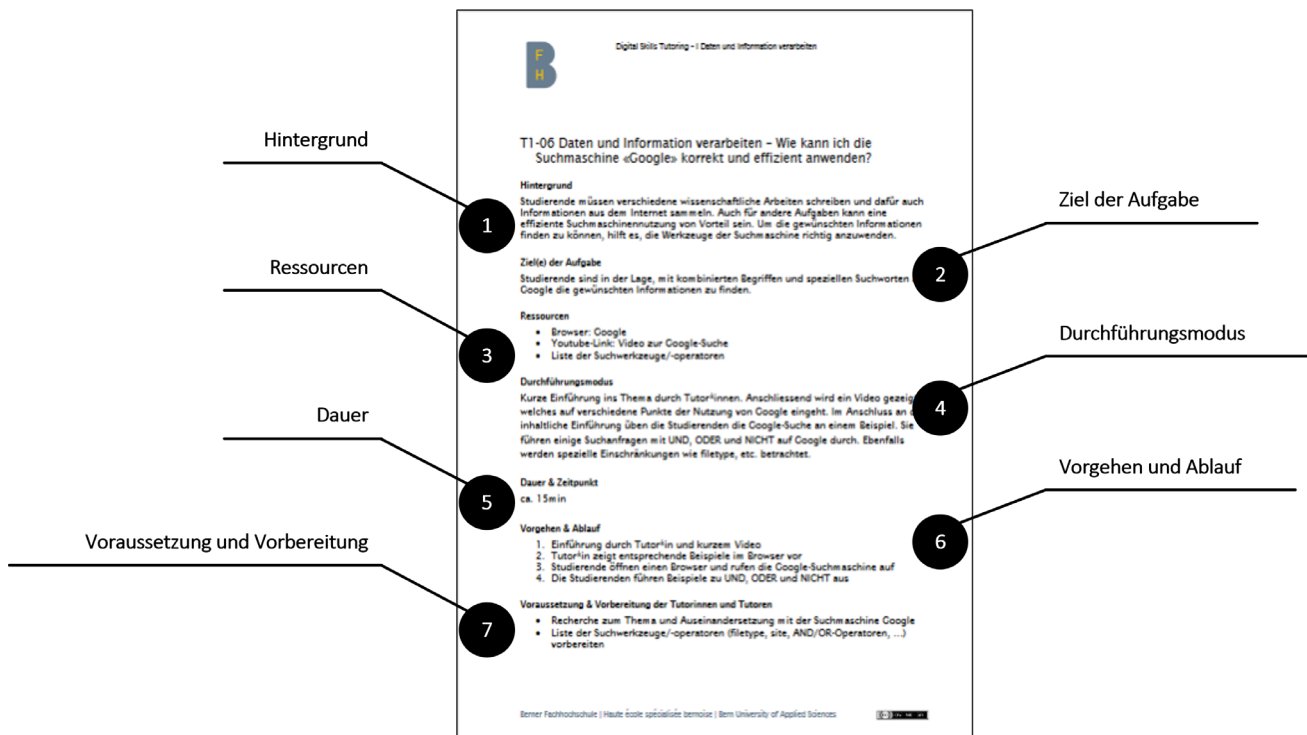 Digital Skills Tutoring – I Daten und Information verarbeiten
F
B
H
T1-06 Daten und Information verarbeiten – Wie kann ich die
Suchmaschine «Google» korrekt und effizient anwenden?
Hintergrund
Hintergrund
1
Studierende müssen verschiedene wissenschaftliche Arbeiten schreiben und dafür auch
Informationen aus dem Internet sammeln. Auch für andere Aufgaben kann eine
effiziente Suchmaschinennutzung von Vorteil sein. Um die gewünschten Informationen
finden zu können, hilft es, die Werkzeuge der Suchmaschine richtig anzuwenden.
Ziel der Aufgabe
2
Ziel(e) der Aufgabe
Studierende sind in der Lage, mit kombinierten Begriffen und speziellen Suchworten
Google die gewünschten Informationen zu finden.
Ressourcen
3
Ressourcen
• Browser: Google
• Youtube-Link: Video zur Google-Suche
• Liste der Suchwerkzeuge/-operatoren
Durchführungsmodus
4
Durchführungsmodus
Kurze Einführung ins Thema durch Tutor*innen. Anschliessend wird ein Video
welches auf verschiedene Punkte der Nutzung von Google eingeht. Im Anschluss an
inhaltliche Einführung üben die Studierenden die Google-Suche an einem Beispiel. Sie
führen einige Suchanfragen mit UND, ODER und NICHT auf Google durch. Ebenfalls
werden spezielle Einschränkungen wie filetype, etc. betrachtet.
Dauer
5
Dauer & Zeitpunkt
ca. 15min
Vorgehen und Ablauf
6
Vorgehen & Ablauf
1. Einführung durch Tutor*in und kurzem Video
2. Tutor*in zeigt entsprechende Beispiele im Browser vor
3. Studierende öffnen einen Browser und rufen die Google-Suchmaschine auf
4. Die Studierenden führen Beispiele zu UND, ODER und NICHT aus
Voraussetzung und Vorbereitung
7
Voraussetzung & Vorbereitung der Tutorinnen und Tutoren
• Recherche zum Thema und Auseinandersetzung mit der Suchmaschine Google
• Liste der Suchwerkzeuge/-operatoren (filetype, site, AND/OR-Operatoren, ...)
vorbereiten
Berner Fachhochschule | Haute école spécialisée bernoise | Bern University of Applied Sciences